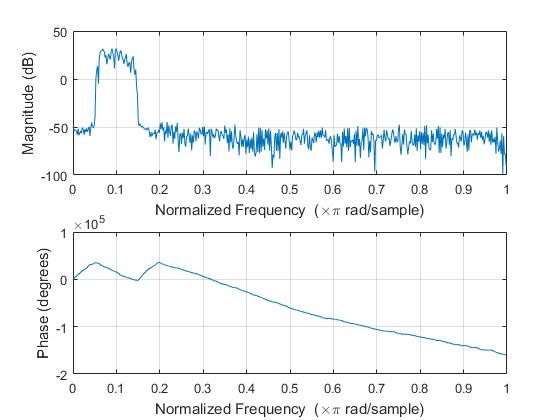 50
0
-50
-100
Magnitude (dB)
0 0.1 0.2 0.3 0.4 0.5 0.6 0.7 0.8 0.9 1
Normalized Frequency (×π rad/sample)
×10^5
1
0
-1
-2
Phase (degrees)
0 0.1 0.2 0.3 0.4 0.5 0.6 0.7 0.8 0.9 1
Normalized Frequency (×π rad/sample)